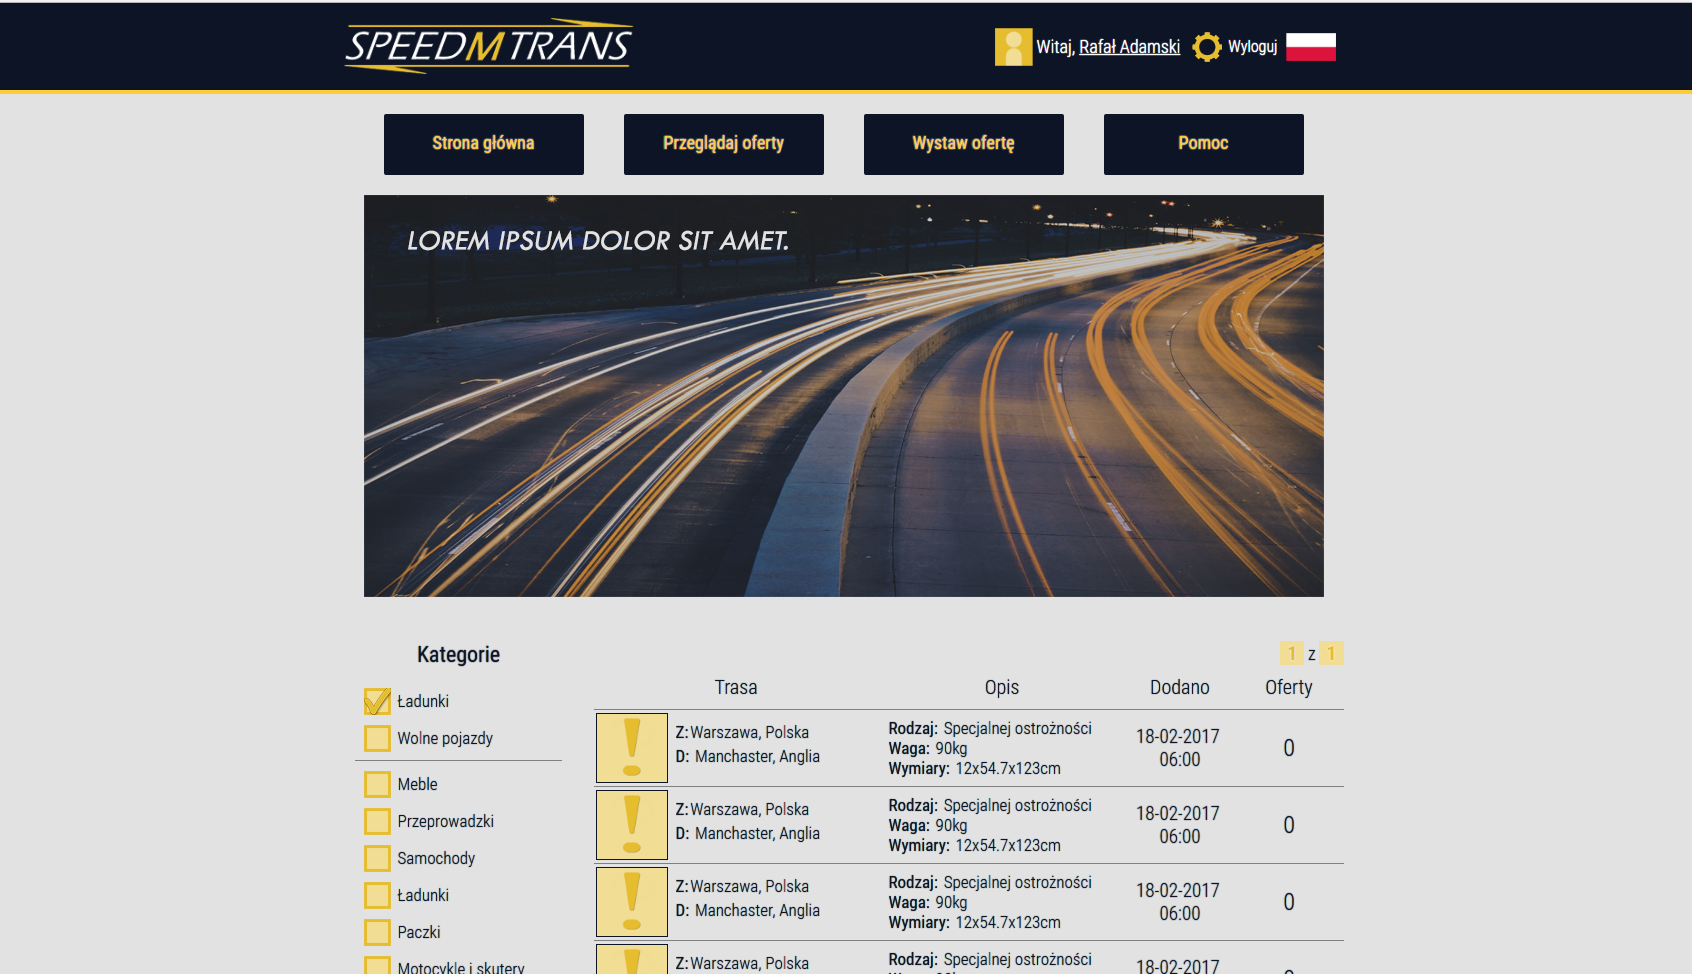 SPEEDMTRANS
Witaj, Rafał Adamski Wyloguj
Strona główna
Przeglądaj oferty
Wystaw ofertę
Pomoc
LOREM IPSUM DOLOR SIT AMET.
Kategorie
Ładunki
Wolne pojazdy
Meble
Przeprowadzki
Samochody
Ładunki
Paczki
Motocykle i skutery
1 z 1
Trasa Opis Dodano Oferty
Z: Warszawa, Polska
D: Manchaster, Anglia
Rodzaj: Specjalnej ostrożności
Waga: 90kg
Wymiary: 12x54.7x123cm
18-02-2017
06:00
0
Z: Warszawa, Polska
D: Manchaster, Anglia
Rodzaj: Specjalnej ostrożności
Waga: 90kg
Wymiary: 12x54.7x123cm
18-02-2017
06:00
0
Z: Warszawa, Polska
D: Manchaster, Anglia
Rodzaj: Specjalnej ostrożności
Waga: 90kg
Wymiary: 12x54.7x123cm
18-02-2017
06:00
0
Z: Warszawa, Polska
Rodzaj: Specjalnej ostrożności
18-02-2017